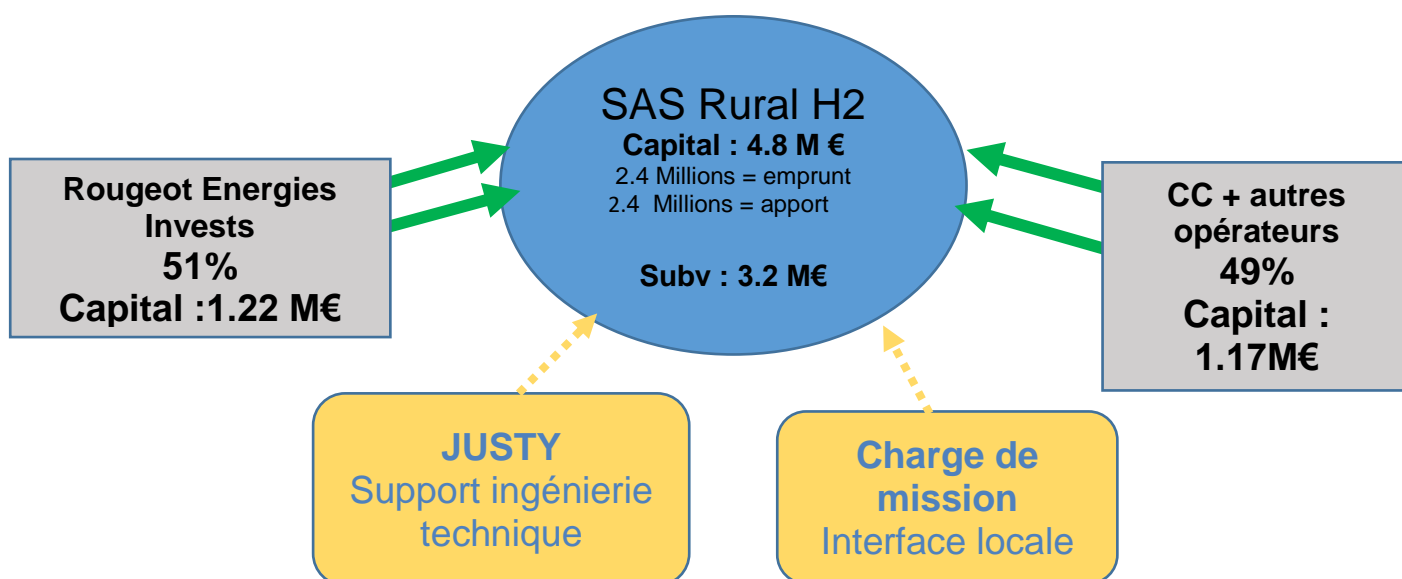 SAS Rural H2
Capital : 4.8 M €
2.4 Millions = emprunt
2.4 Millions = apport
Subv : 3.2 M€
Rougeot Energies
Invests
51%
Capital :1.22 M€
CC + autres
opérateurs
49%
Capital :
1.17M€
JUSTY
Support ingénierie
technique
Charge de
mission
Interface locale